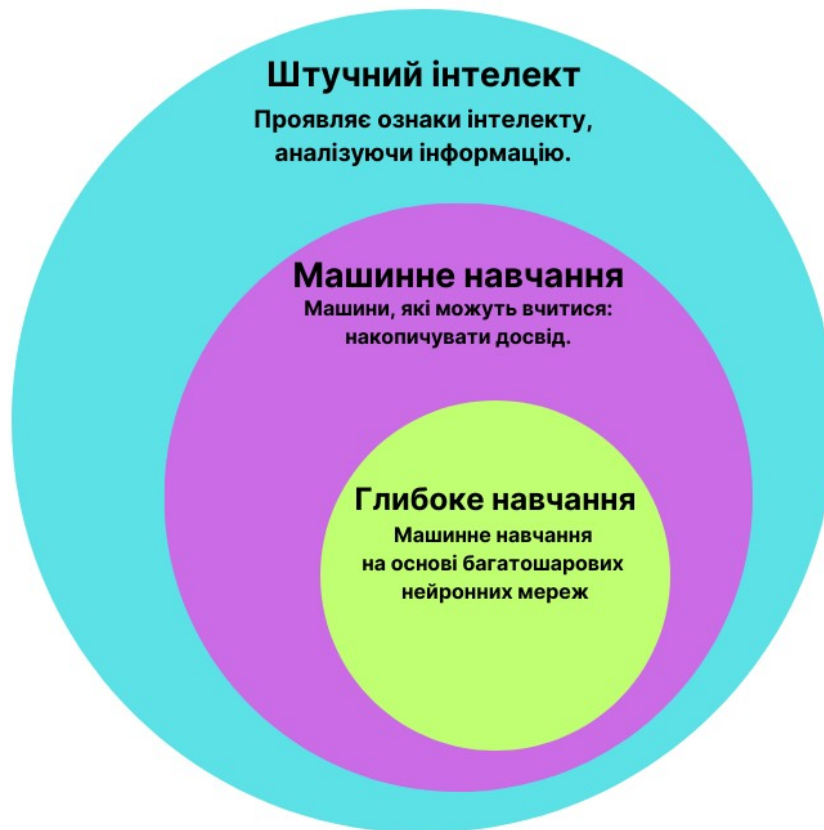 Штучний інтелект
Проявляє ознаки інтелекту,
аналізуючи інформацію.
Машинне навчання
Машини, які можуть вчитися:
накопичувати досвід.
Глибоке навчання
Машинне навчання
на основі багатошарових
нейронних мереж